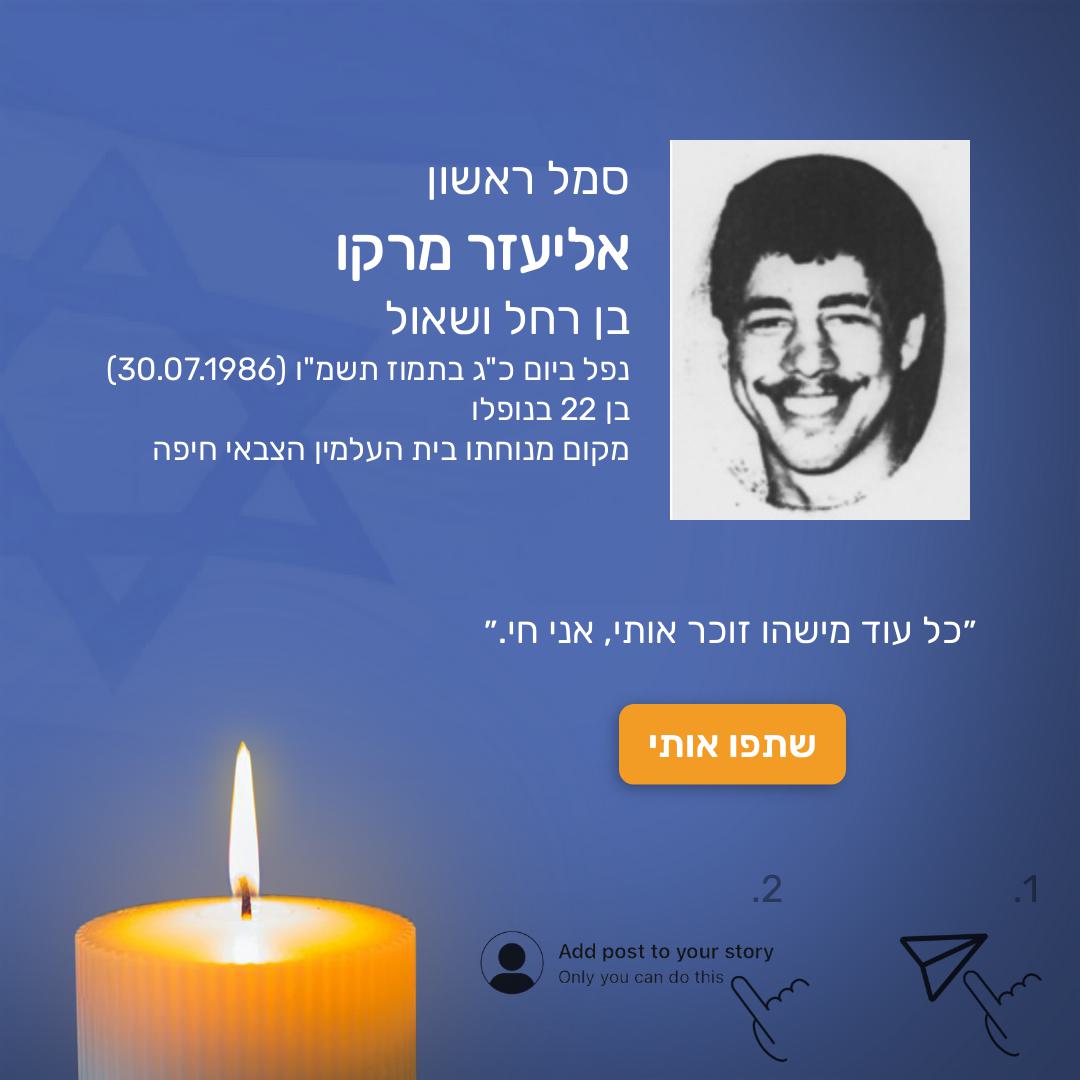 סמל ראשון
אליעזר מרקו
בן רחל ושאול
נפל ביום כ"ג בתמוז תשמ"ו (30.07.1986)
בן 22 בנופלו
מקום מנוחתו בית העלמין הצבאי חיפה
״כל עוד מישהו זוכר אותי, אני חי.״
שתפו אותי
1.
2.
Add post to your story
Only you can do this